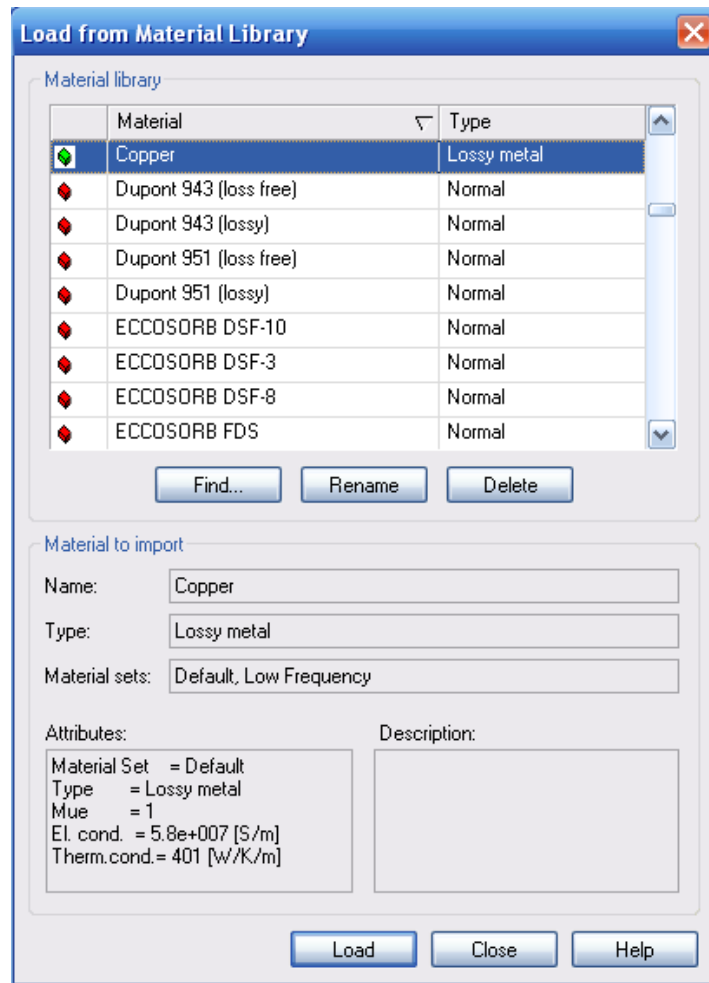 Load from Material Library
Material library
Material Type
Copper Lossy metal
Dupont 943 (loss free) Normal
Dupont 943 (lossy) Normal
Dupont 951 (loss free) Normal
Dupont 951 (lossy) Normal
ECCOSORB DSF-10 Normal
ECCOSORB DSF-3 Normal
ECCOSORB DSF-8 Normal
ECCOSORB FDS Normal
Find... Rename Delete
Material to import
Name: Copper
Type: Lossy metal
Material sets: Default, Low Frequency
Attributes: Description:
Material Set = Default
Type = Lossy metal
Mue = 1
El. cond. = 5.8e+007 [S/m]
Therm.cond.= 401 [W/K/m]
Load Close Help